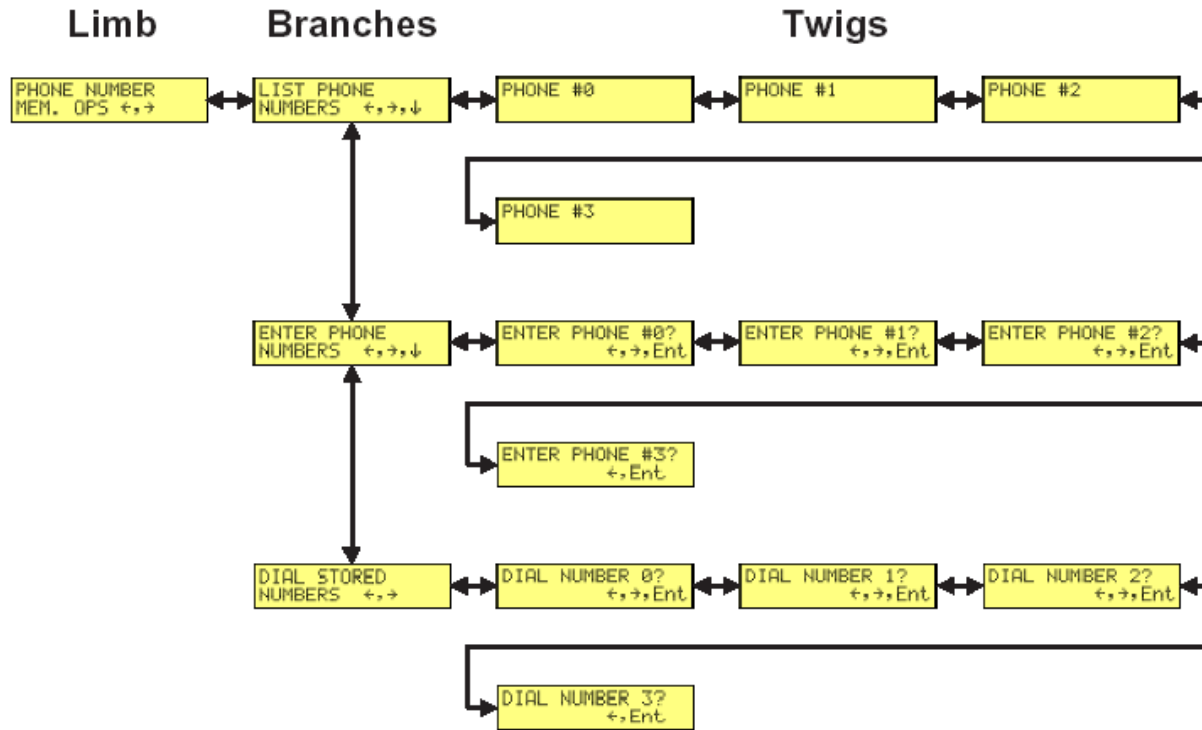 Limb Branches Twigs
PHONE NUMBER
MEM. OPS ←,→
LIST PHONE
NUMBERS ←,→,↓
PHONE #0
PHONE #1
PHONE #2
PHONE #3
ENTER PHONE
NUMBERS ←,→,↓
ENTER PHONE #0?
←,→,Ent
ENTER PHONE #1?
←,→,Ent
ENTER PHONE #2?
←,→,Ent
ENTER PHONE #3?
←,Ent
DIAL STORED
NUMBERS ←,→
DIAL NUMBER 0?
←,→,Ent
DIAL NUMBER 1?
←,→,Ent
DIAL NUMBER 2?
←,→,Ent
DIAL NUMBER 3?
←,Ent